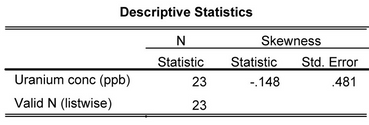 Descriptive Statistics
N Skewness
Statistic Statistic Std. Error
Uranium conc (ppb) 23 -.148 .481
Valid N (listwise) 23